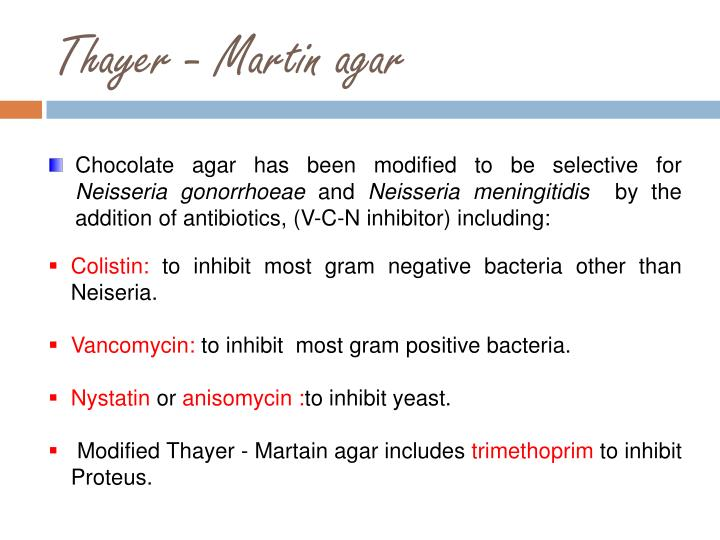 Thayer - Martin agar
Chocolate agar has been modified to be selective for
Neisseria gonorrhoeae and Neisseria meningitidis by the
addition of antibiotics, (V-C-N inhibitor) including:
Colistin: to inhibit most gram negative bacteria other than
Neiseria.
Vancomycin: to inhibit most gram positive bacteria.
Nystatin or anisomycin :to inhibit yeast.
Modified Thayer - Martain agar includes trimethoprim to inhibit
Proteus.